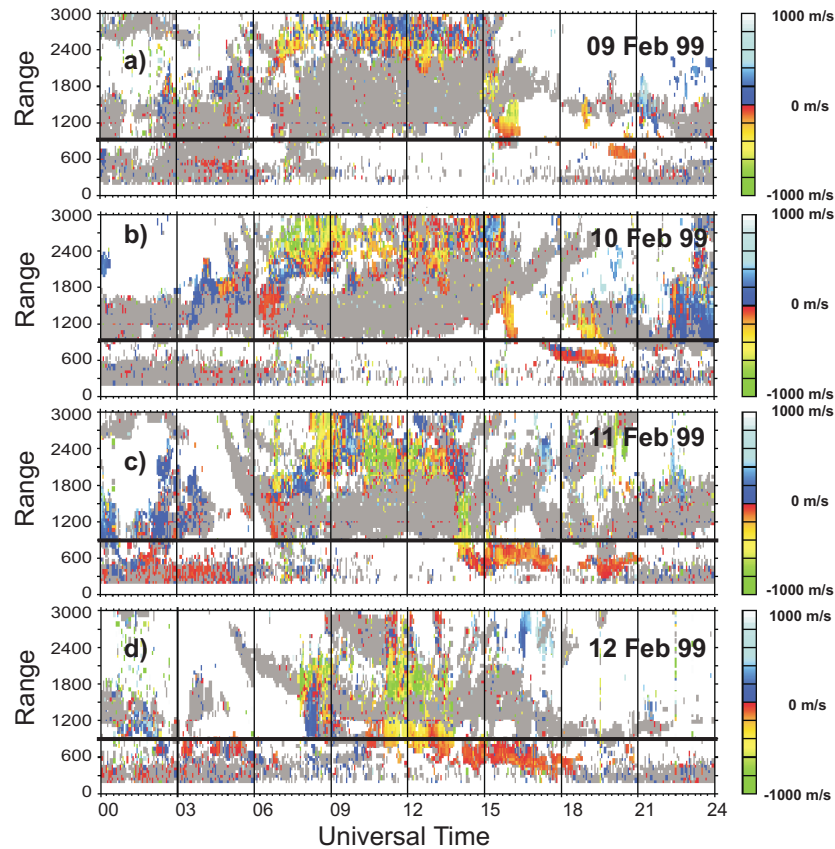 3000
2400
1800
1200
600
0
Range
a)
09 Feb 99
1000 m/s
0 m/s
-1000 m/s
3000
2400
1800
1200
600
0
Range
b)
10 Feb 99
1000 m/s
0 m/s
-1000 m/s
3000
2400
1800
1200
600
0
Range
c)
11 Feb 99
1000 m/s
0 m/s
-1000 m/s
3000
2400
1800
1200
600
0
Range
d)
12 Feb 99
1000 m/s
0 m/s
-1000 m/s
00 03 06 09 12 15 18 21 24
Universal Time